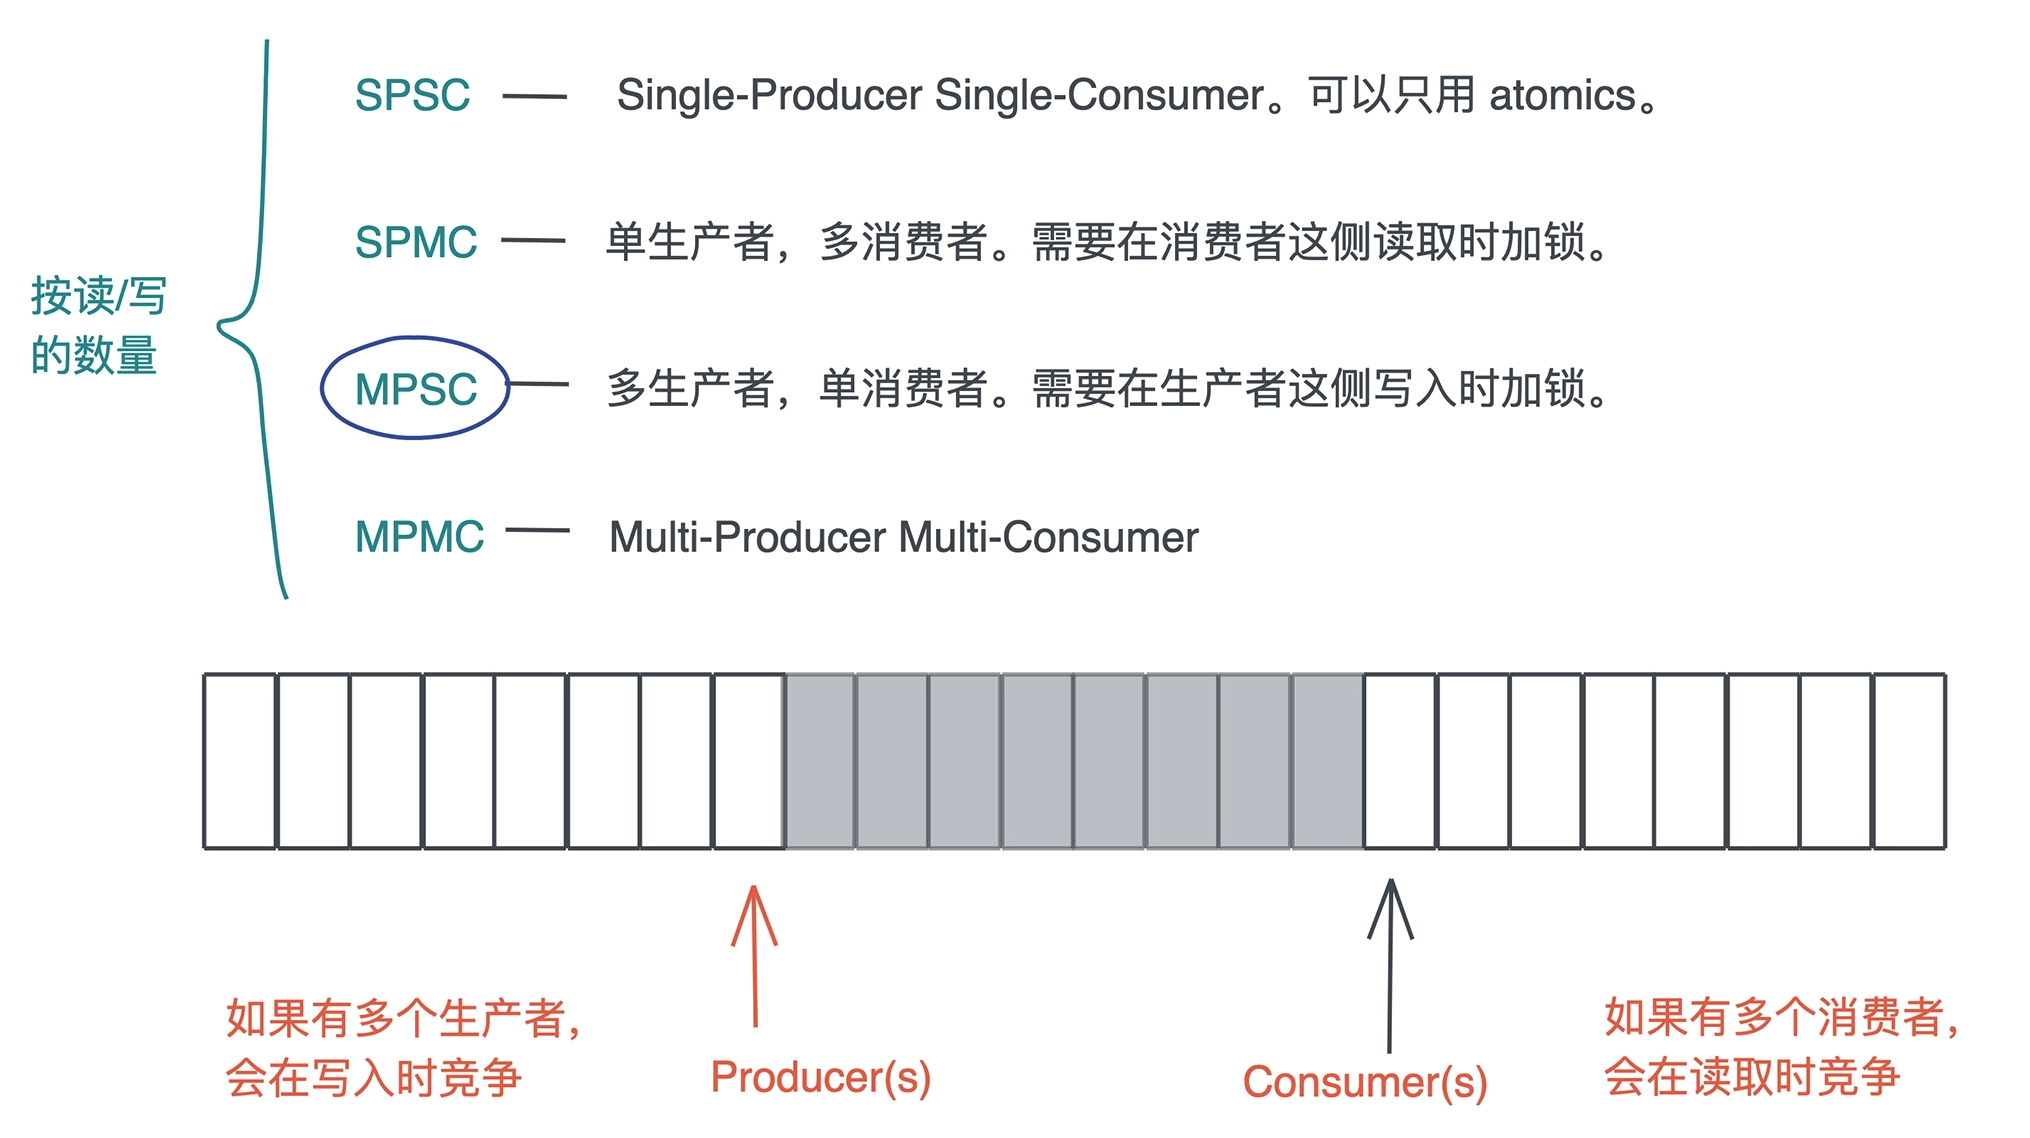 SPSC — Single-Producer Single-Consumer。可以只用 atomics。
SPMC — 单生产者，多消费者。需要在消费者这侧读取时加锁。
按读/写
的数量
MPSC — 多生产者，单消费者。需要在生产者这侧写入时加锁。
MPMC — Multi-Producer Multi-Consumer
如果有多个生产者，
会在写入时竞争
Producer(s)
Consumer(s)
如果有多个消费者，
会在读取时竞争